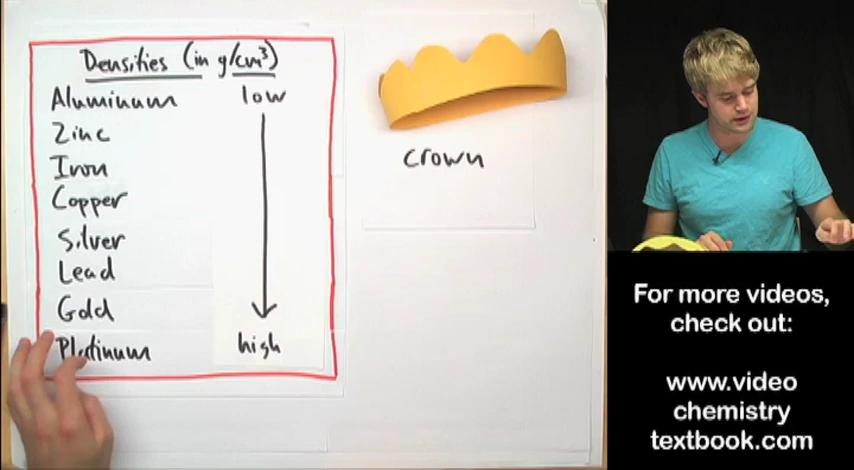 Densities (in g/cm³)
Aluminum low
Zinc
Iron
Copper
Silver
Lead
Gold
Platinum high
crown
For more videos,
check out:
www.video
chemistry
textbook.com